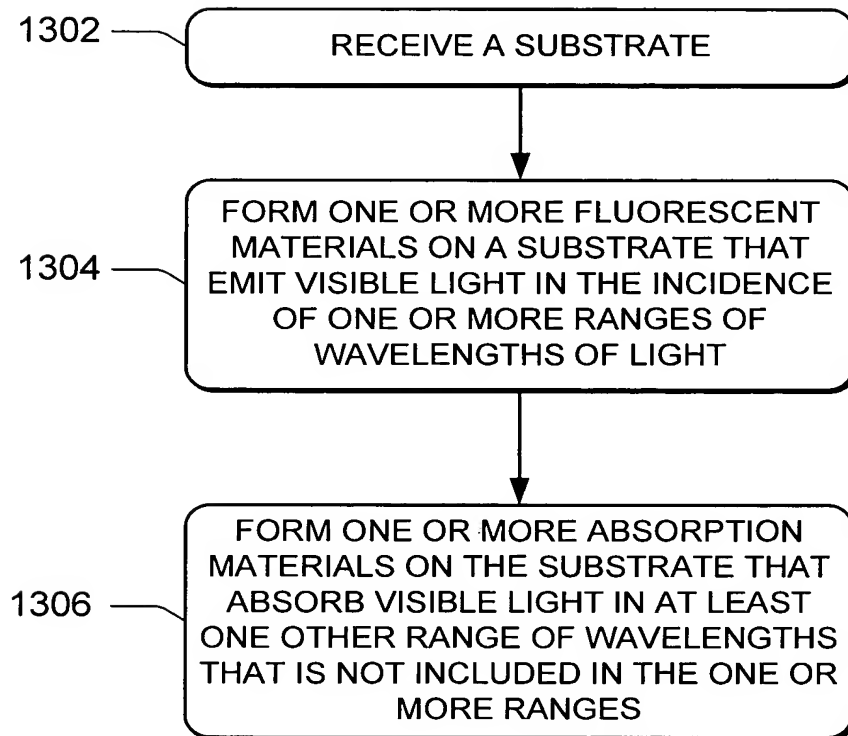 1302
RECEIVE A SUBSTRATE
1304
FORM ONE OR MORE FLUORESCENT
MATERIALS ON A SUBSTRATE THAT
EMIT VISIBLE LIGHT IN THE INCIDENCE
OF ONE OR MORE RANGES OF
WAVELENGTHS OF LIGHT
1306
FORM ONE OR MORE ABSORPTION
MATERIALS ON THE SUBSTRATE THAT
ABSORB VISIBLE LIGHT IN AT LEAST
ONE OTHER RANGE OF WAVELENGTHS
THAT IS NOT INCLUDED IN THE ONE OR
MORE RANGES